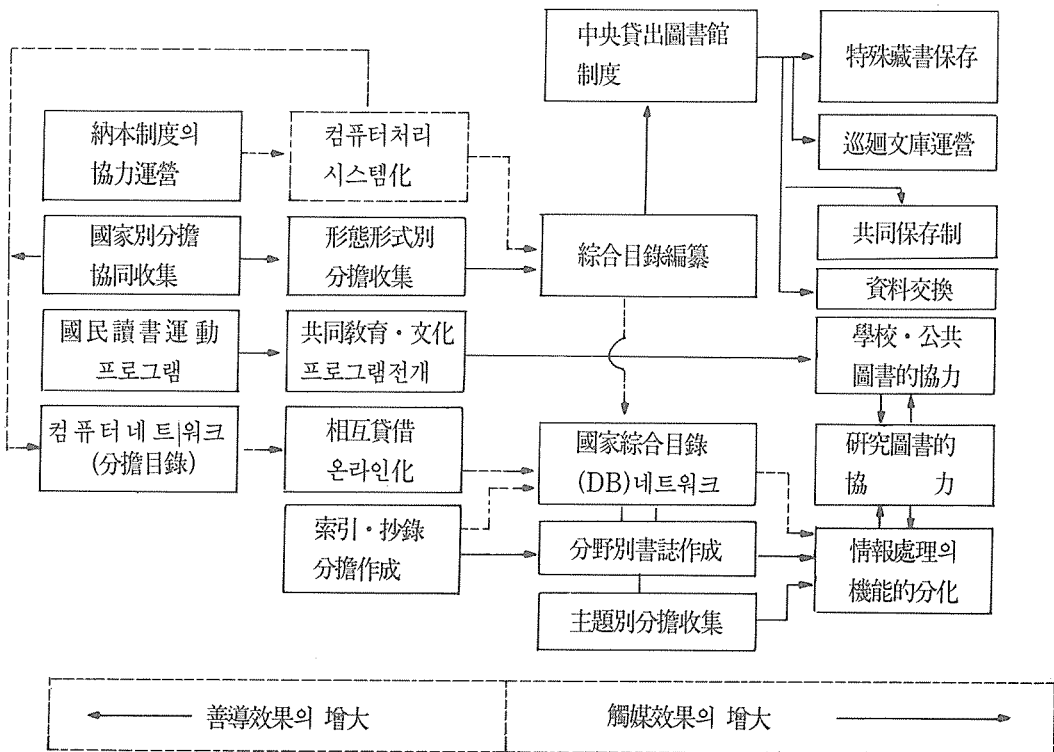 中央貸出圖書館
制度
特殊藏書保存
巡廻文庫運營
共同保存制
資料交換
納本制度의
協力運營
컴퓨터처리
시스템化
國家別分擔
協同收集
形態形式別
分擔收集
綜合目錄編纂
國民讀書運動
프로그램
共同敎育·文化
프로그램전개
學校·公共
圖書的協力
컴퓨터네트워크
(分擔目錄)
相互貸借
온라인化
國家綜合目錄
(DB)네트워크
硏究圖書的
協 力
索引·抄錄
分擔作成
分野別書誌作成
情報處理의
機能的分化
主題別分擔收集
善導效果의 增大
觸媒效果의 增大